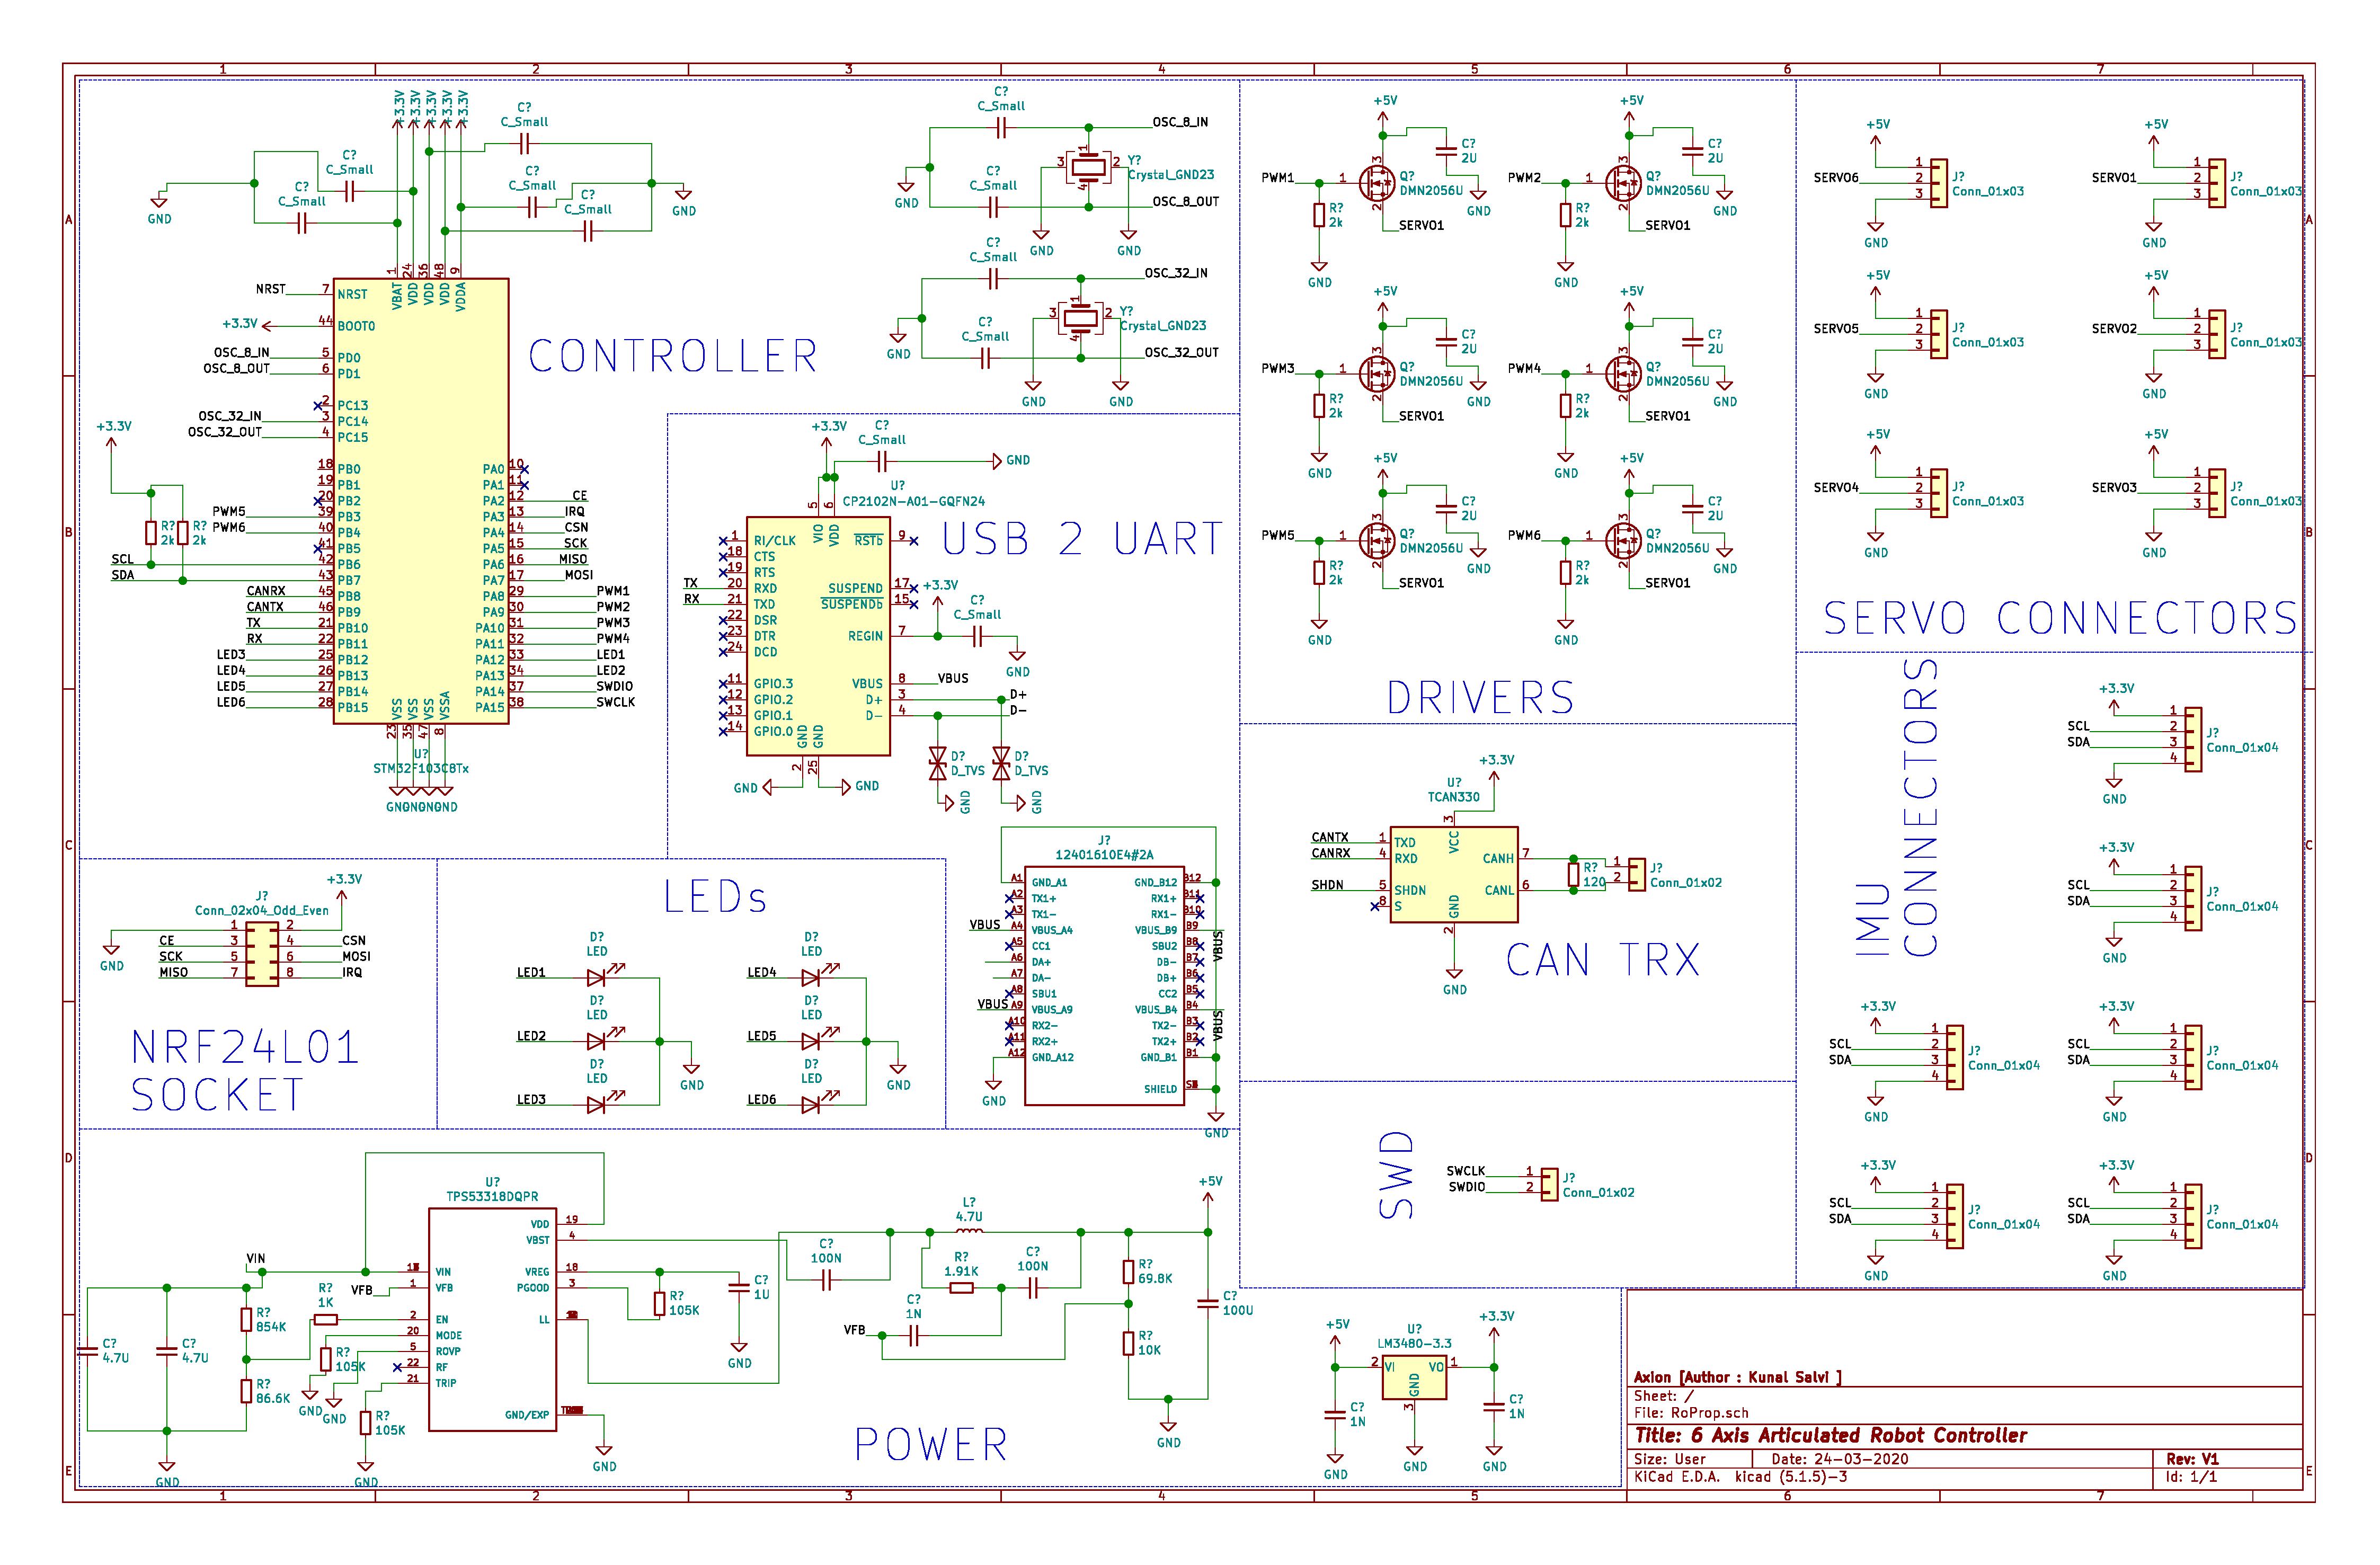 1 2 3 4 5 6 7
A
B
C
D
E
CONTROLLER
+3.3V +3.3V +3.3V +3.3V +3.3V
C?
C_Small
C?
C_Small
C?
C_Small
C?
C_Small
C?
C_Small
GND
GND
1 24 36 48 9
VBAT VDD VDD VDD VDDA
NRST 7 NRST
+3.3V 44 BOOT0
OSC_8_IN 5 PD0
OSC_8_OUT 6 PD1
2 PC13
OSC_32_IN 3 PC14
OSC_32_OUT 4 PC15
+3.3V
R?
2k
R?
2k
18 PB0
19 PB1
20 PB2
PWM5 39 PB3
PWM6 40 PB4
41 PB5
SCL 42 PB6
SDA 43 PB7
CANRX 45 PB8
CANTX 46 PB9
TX 21 PB10
RX 22 PB11
LED3 25 PB12
LED4 26 PB13
LED5 27 PB14
LED6 28 PB15
PA0 10
PA1 11
PA2 12 CE
PA3 13 IRQ
PA4 14 CSN
PA5 15 SCK
PA6 16 MISO
PA7 17 MOSI
PA8 29 PWM1
PA9 30 PWM2
PA10 31 PWM3
PA11 32 PWM4
PA12 33 LED1
PA13 34 LED2
PA14 37 SWDIO
PA15 38 SWCLK
VSS VSS VSS VSSA
23 35 47 8
U?
STM32F103C8Tx
GND GND GND GND
C?
C_Small
OSC_8_IN
GND
3 1 2 4
Y?
Crystal_GND23
C?
C_Small
OSC_8_OUT
GND GND
C?
C_Small
OSC_32_IN
GND
3 1 2 4
Y?
Crystal_GND23
C?
C_Small
OSC_32_OUT
GND GND
USB 2 UART
+3.3V
C?
C_Small
GND
U?
CP2102N-A01-GQFN24
5 6
VIO VDD
1 RI/CLK
18 CTS
19 RTS
TX 20 RXD
RX 21 TXD
22 DSR
23 DTR
24 DCD
11 GPIO.3
12 GPIO.2
13 GPIO.1
14 GPIO.0
RSTb 9
SUSPEND 17
SUSPENDb 15
REGIN 7
VBUS 8 VBUS
D+ 3 D+
D- 4 D-
+3.3V
C?
C_Small
GND
GND GND
2 25
GND GND
D?
D_TVS
D?
D_TVS
GND GND
J?
12401610E4#2A
A1 GND_A1
A2 TX1+
A3 TX1-
VBUS A4 VBUS_A4
A5 CC1
A6 DA+
A7 DA-
A8 SBU1
VBUS A9 VBUS_A9
A10 RX2-
A11 RX2+
A12 GND_A12
GND_B12 B12
RX1+ B11
RX1- B10
VBUS_B9 B9 VBUS
SBU2 B8
DB- B7
DB+ B6
CC2 B5
VBUS_B4 B4 VBUS
TX2- B3
TX2+ B2
GND_B1 B1
SHIELD
GND
GND
DRIVERS
+5V
C?
2U
PWM1 1 3 2
Q?
DMN2056U
R?
2k
SERVO1
GND
GND
+5V
C?
2U
PWM2 1 3 2
Q?
DMN2056U
R?
2k
SERVO1
GND
GND
+5V
C?
2U
PWM3 1 3 2
Q?
DMN2056U
R?
2k
SERVO1
GND
GND
+5V
C?
2U
PWM4 1 3 2
Q?
DMN2056U
R?
2k
SERVO1
GND
GND
+5V
C?
2U
PWM5 1 3 2
Q?
DMN2056U
R?
2k
SERVO1
GND
GND
+5V
C?
2U
PWM6 1 3 2
Q?
DMN2056U
R?
2k
SERVO1
GND
GND
SERVO CONNECTORS
+5V
SERVO6 1 2 3
J?
Conn_01x03
GND
+5V
SERVO1 1 2 3
J?
Conn_01x03
GND
+5V
SERVO5 1 2 3
J?
Conn_01x03
GND
+5V
SERVO2 1 2 3
J?
Conn_01x03
GND
+5V
SERVO4 1 2 3
J?
Conn_01x03
GND
+5V
SERVO3 1 2 3
J?
Conn_01x03
GND
IMU
CONNECTORS
+3.3V
SCL
SDA
1 2 3 4
J?
Conn_01x04
GND
+3.3V
SCL
SDA
1 2 3 4
J?
Conn_01x04
GND
+3.3V
SCL
SDA
1 2 3 4
J?
Conn_01x04
GND
+3.3V
SCL
SDA
1 2 3 4
J?
Conn_01x04
GND
+3.3V
SCL
SDA
1 2 3 4
J?
Conn_01x04
GND
+3.3V
SCL
SDA
1 2 3 4
J?
Conn_01x04
GND
CAN TRX
+3.3V
U?
TCAN330
3
VCC
CANTX 1 TXD
CANRX 4 RXD
SHDN 5 SHDN
8 S
CANH 7
CANL 6
GND
2
GND
R?
120
1
2
J?
Conn_01x02
SWD
SWCLK 1
SWDIO 2
J?
Conn_01x02
NRF24L01
SOCKET
J?
Conn_02x04_Odd_Even
+3.3V
GND
1 2
CE 3 4 CSN
SCK 5 6 MOSI
MISO 7 8 IRQ
LEDs
D?
LED
LED1
D?
LED
LED2
D?
LED
LED3
GND
D?
LED
LED4
D?
LED
LED5
D?
LED
LED6
GND
POWER
U?
TPS53318DQPR
VIN
VIN
VFB 1 VFB
2 EN
20 MODE
5 ROVP
22 RF
21 TRIP
VDD 19
VBST 4
VREG 18
PGOOD 3
LL
GND/EXP
C?
4.7U
C?
4.7U
R?
854K
R?
86.6K
R?
1K
R?
105K
R?
105K
GND GND GND GND GND
R?
105K
C?
1U
GND
C?
100N
L?
4.7U
R?
1.91K
C?
100N
C?
1N
VFB
R?
69.8K
R?
10K
+5V
C?
100U
GND
+5V
U?
LM3480-3.3
+3.3V
2 VI VO 1
GND
3
C?
1N
C?
1N
GND GND GND
Axion [Author : Kunal Salvi ]
Sheet: /
File: RoProp.sch
Title: 6 Axis Articulated Robot Controller
Size: User Date: 24-03-2020 Rev: V1
KiCad E.D.A. kicad (5.1.5)-3 Id: 1/1
1 2 3 4 5 6 7